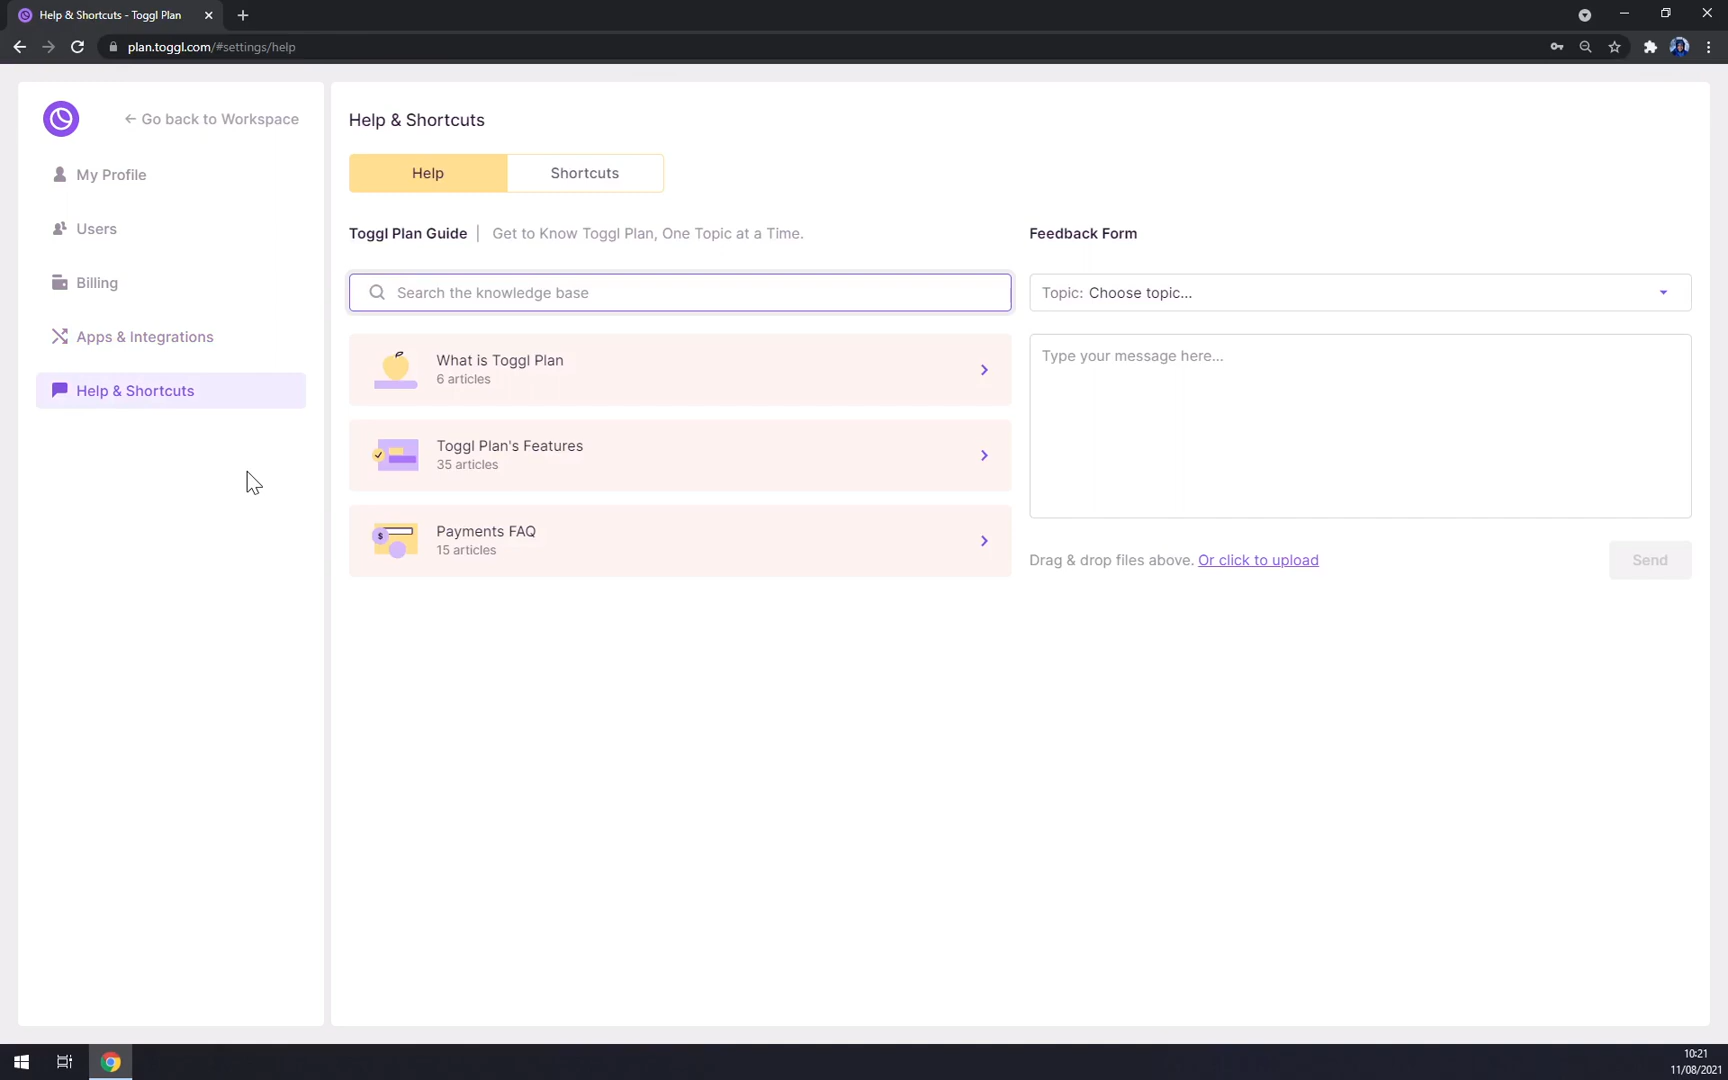 Help & Shortcuts - Toggl Plan
plan.toggl.com/#settings/help
← Go back to Workspace
My Profile
Users
Billing
Apps & Integrations
Help & Shortcuts
Help & Shortcuts
Help
Shortcuts
Toggl Plan Guide | Get to Know Toggl Plan, One Topic at a Time.
Search the knowledge base
What is Toggl Plan
6 articles
Toggl Plan's Features
35 articles
$
Payments FAQ
15 articles
Feedback Form
Topic: Choose topic...
Type your message here...
Drag & drop files above. Or click to upload
Send
10:21
11/08/2021